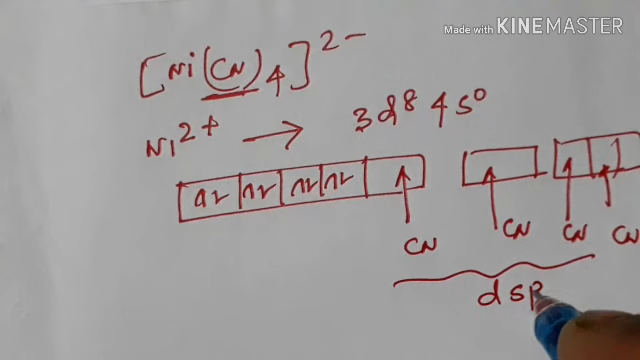 Made with KINEMASTER
[Ni(CN)4]2-
Ni2+ → 3d8 4s0
CN CN CN CN
dsp